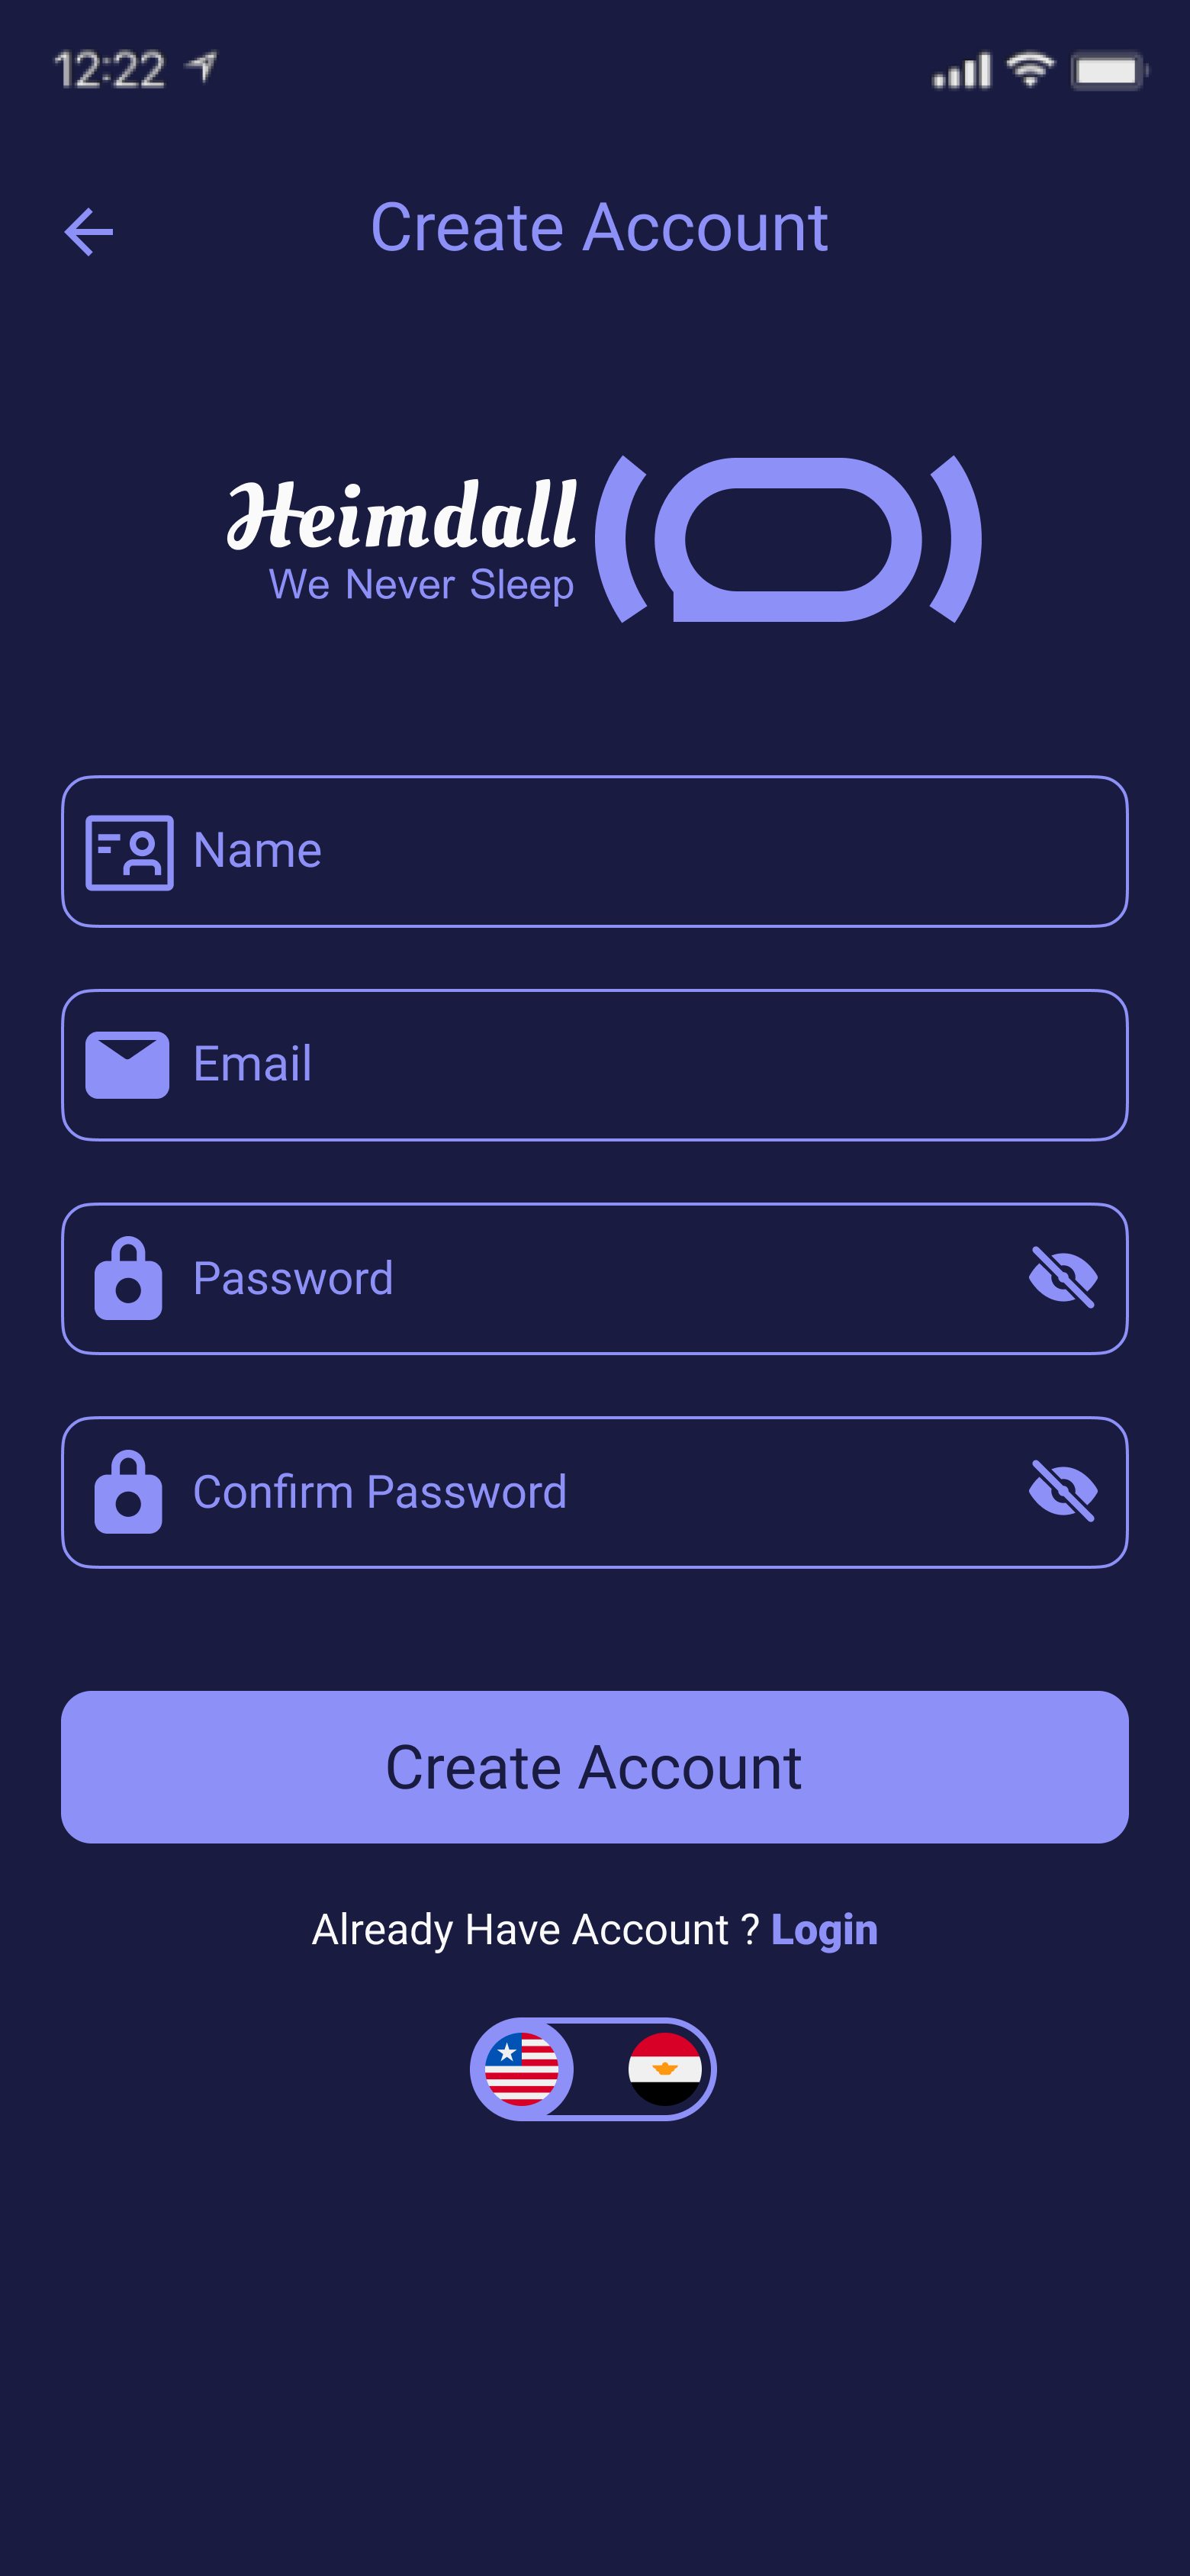 12:22
Create Account
Heimdall
We Never Sleep
Name
Email
Password
Confirm Password
Create Account
Already Have Account ? Login